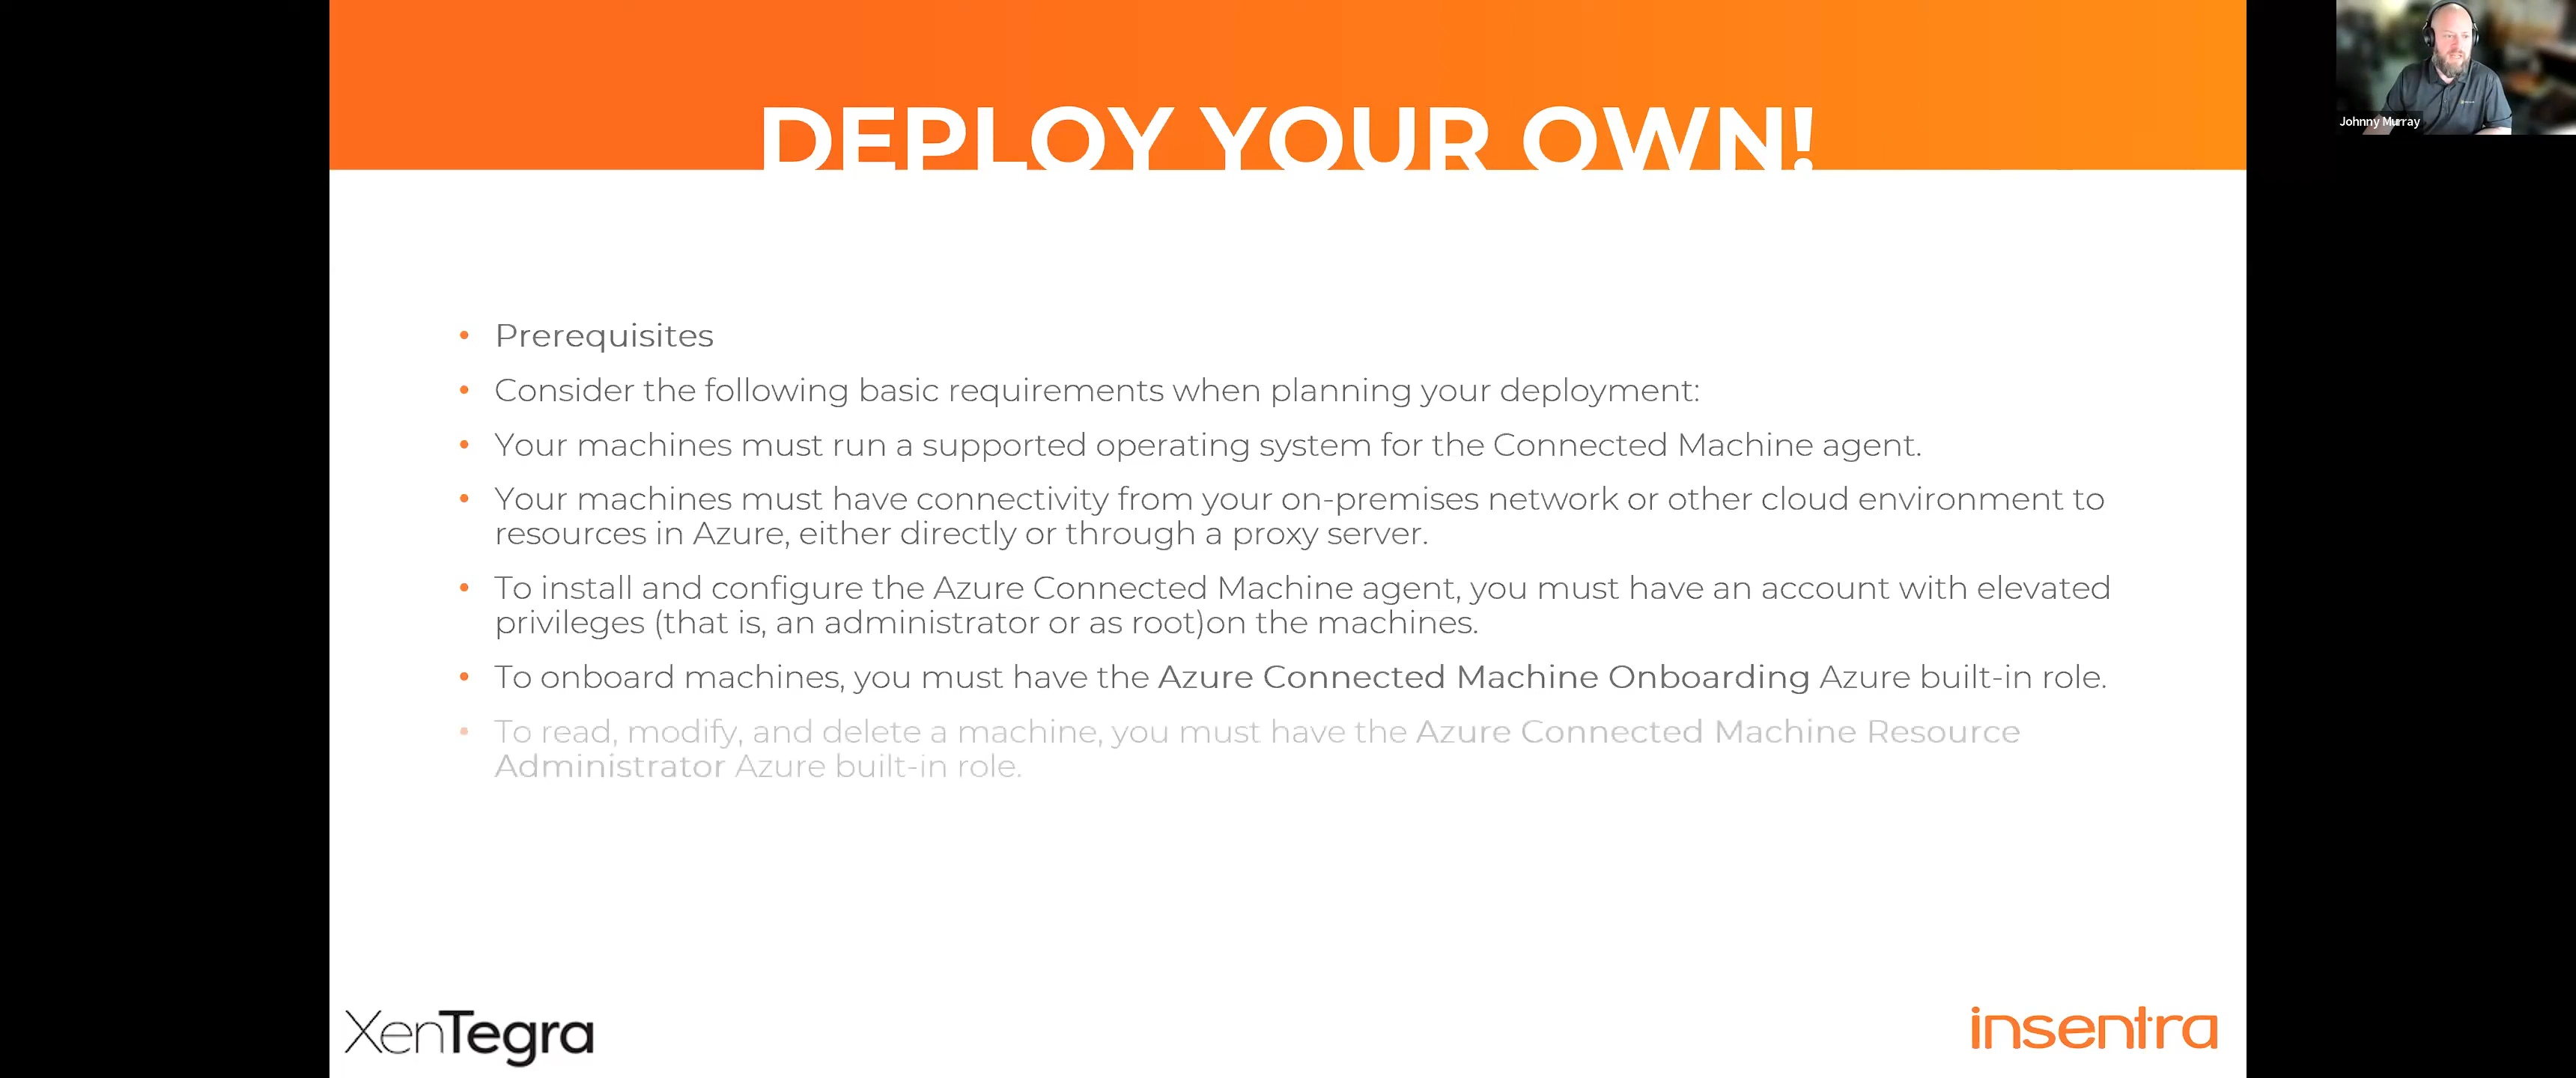 DEPLOY YOUR OWN!
Johnny Murray
• Prerequisites
• Consider the following basic requirements when planning your deployment:
• Your machines must run a supported operating system for the Connected Machine agent.
• Your machines must have connectivity from your on-premises network or other cloud environment to
resources in Azure, either directly or through a proxy server.
• To install and configure the Azure Connected Machine agent, you must have an account with elevated
privileges (that is, an administrator or as root)on the machines.
• To onboard machines, you must have the Azure Connected Machine Onboarding Azure built-in role.
• To read, modify, and delete a machine, you must have the Azure Connected Machine Resource
Administrator Azure built-in role.
XenTegra
insentra